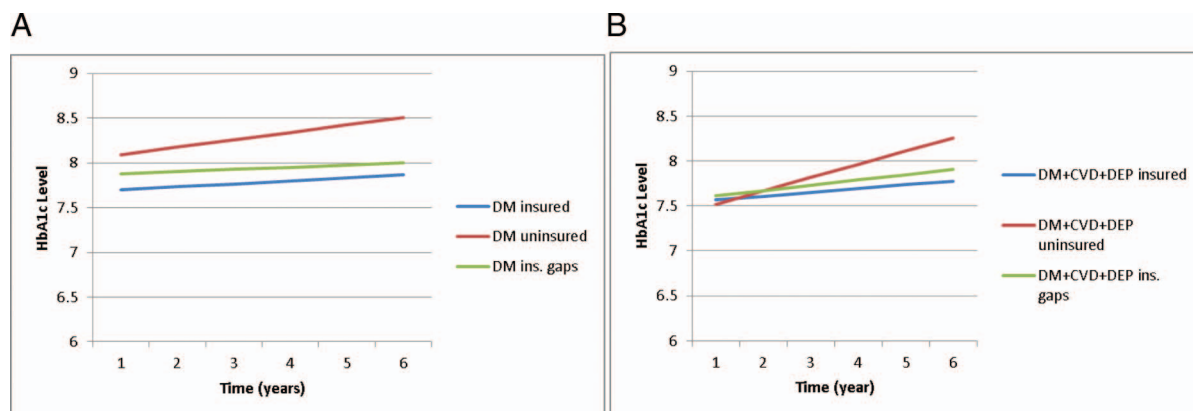 A
9
8.5
8
7.5
7
6.5
6
HbA1c Level
1 2 3 4 5 6
Time (years)
DM insured
DM uninsured
DM ins. gaps
B
9
8.5
8
7.5
7
6.5
6
HbA1c Level
1 2 3 4 5 6
Time (year)
DM+CVD+DEP insured
DM+CVD+DEP
uninsured
DM+CVD+DEP ins.
gaps